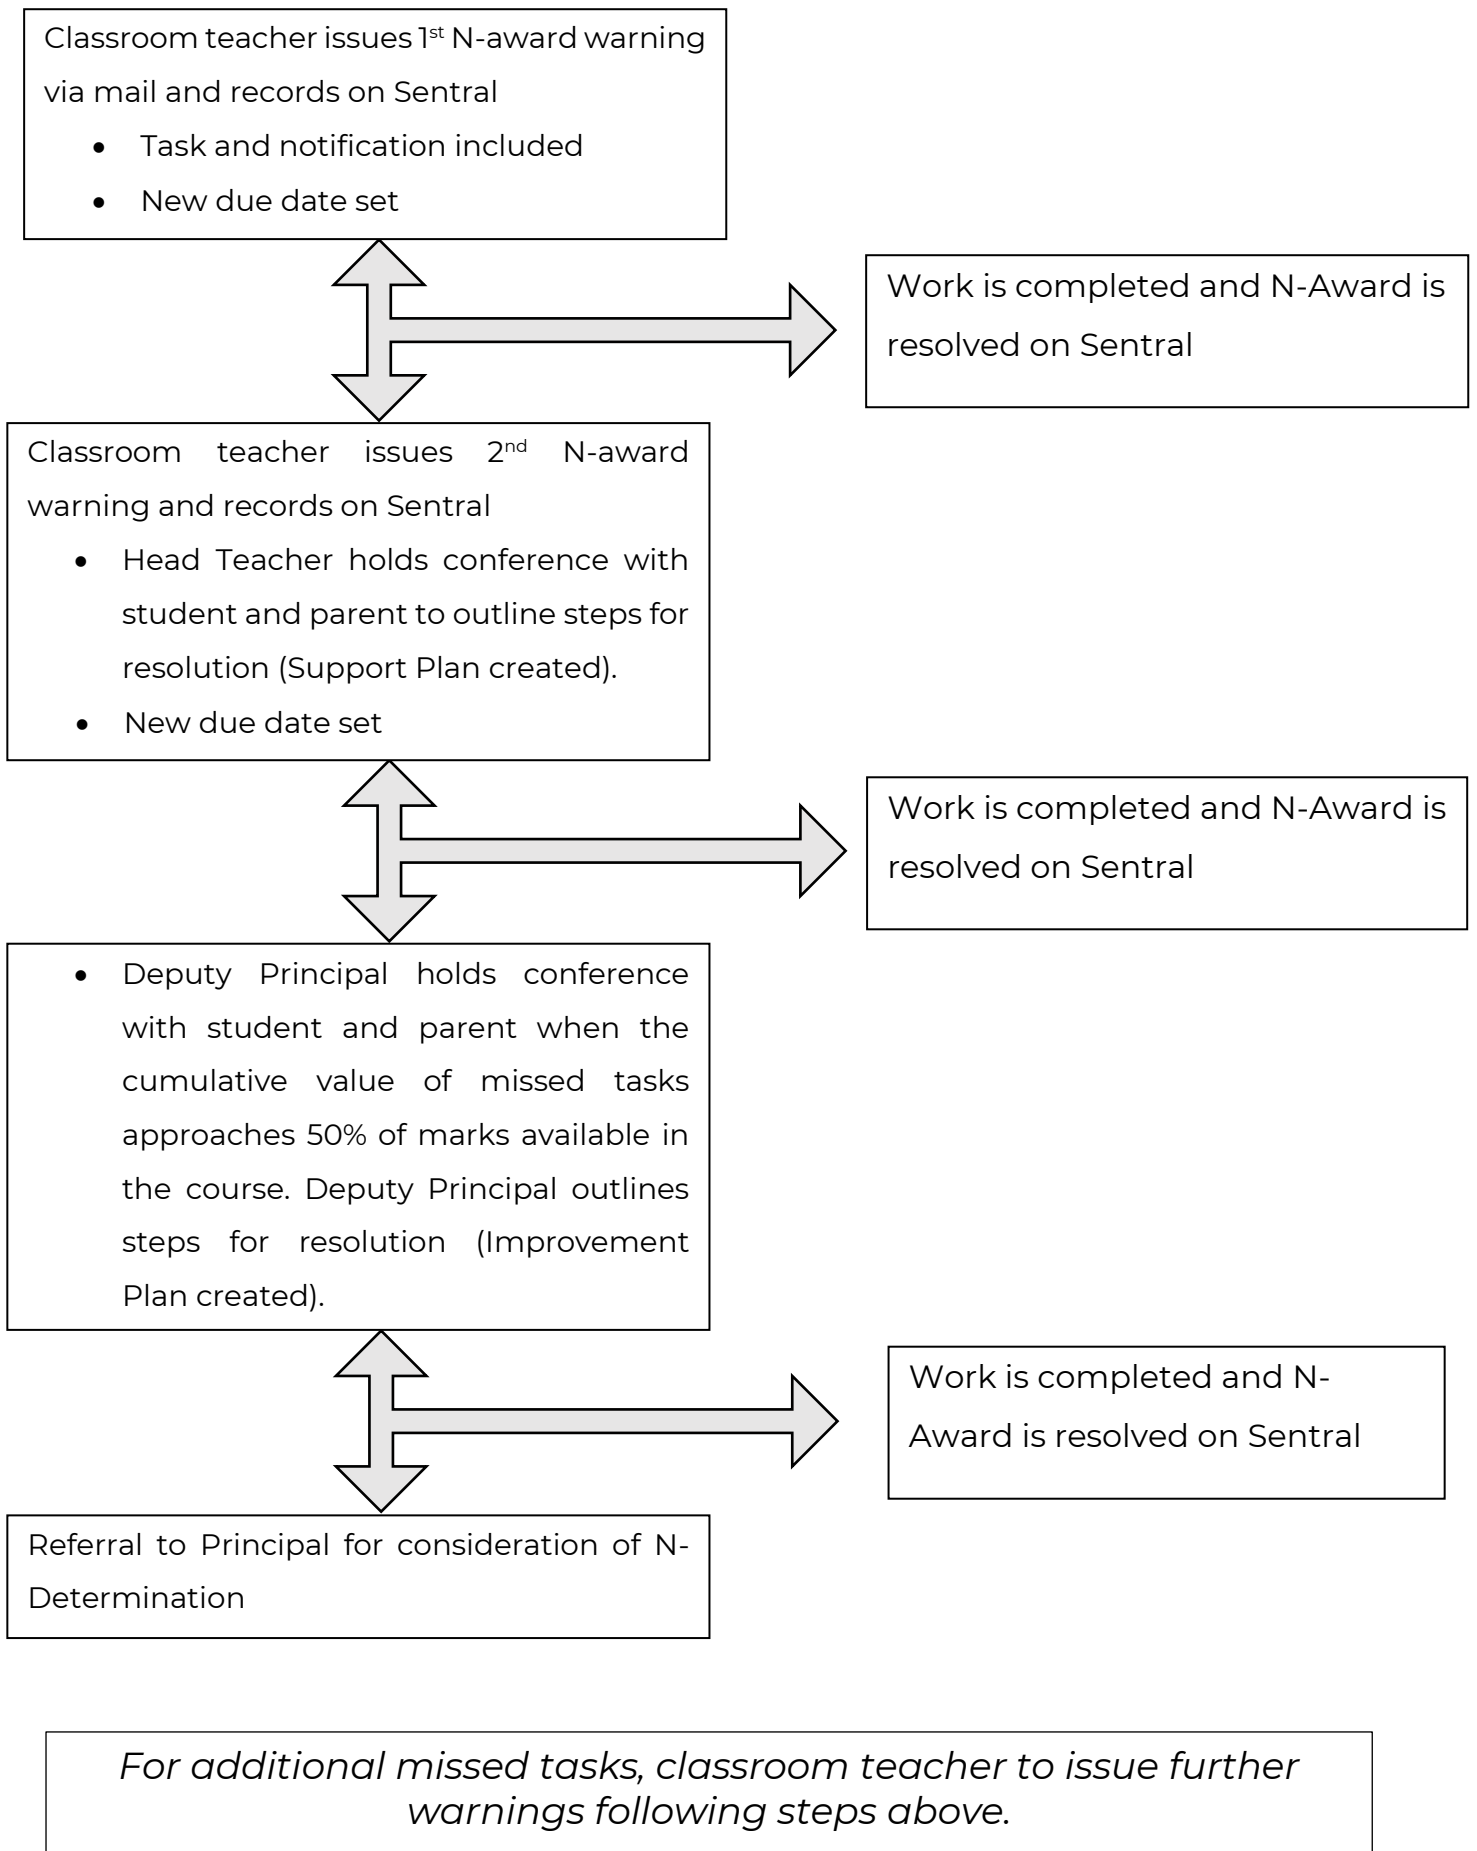 Classroom teacher issues 1st N-award warning
via mail and records on Sentral
• Task and notification included
• New due date set
Work is completed and N-Award is
resolved on Sentral
Classroom teacher issues 2nd N-award
warning and records on Sentral
• Head Teacher holds conference with
student and parent to outline steps for
resolution (Support Plan created).
• New due date set
Work is completed and N-Award is
resolved on Sentral
• Deputy Principal holds conference
with student and parent when the
cumulative value of missed tasks
approaches 50% of marks available in
the course. Deputy Principal outlines
steps for resolution (Improvement
Plan created).
Work is completed and N-
Award is resolved on Sentral
Referral to Principal for consideration of N-
Determination
For additional missed tasks, classroom teacher to issue further
warnings following steps above.